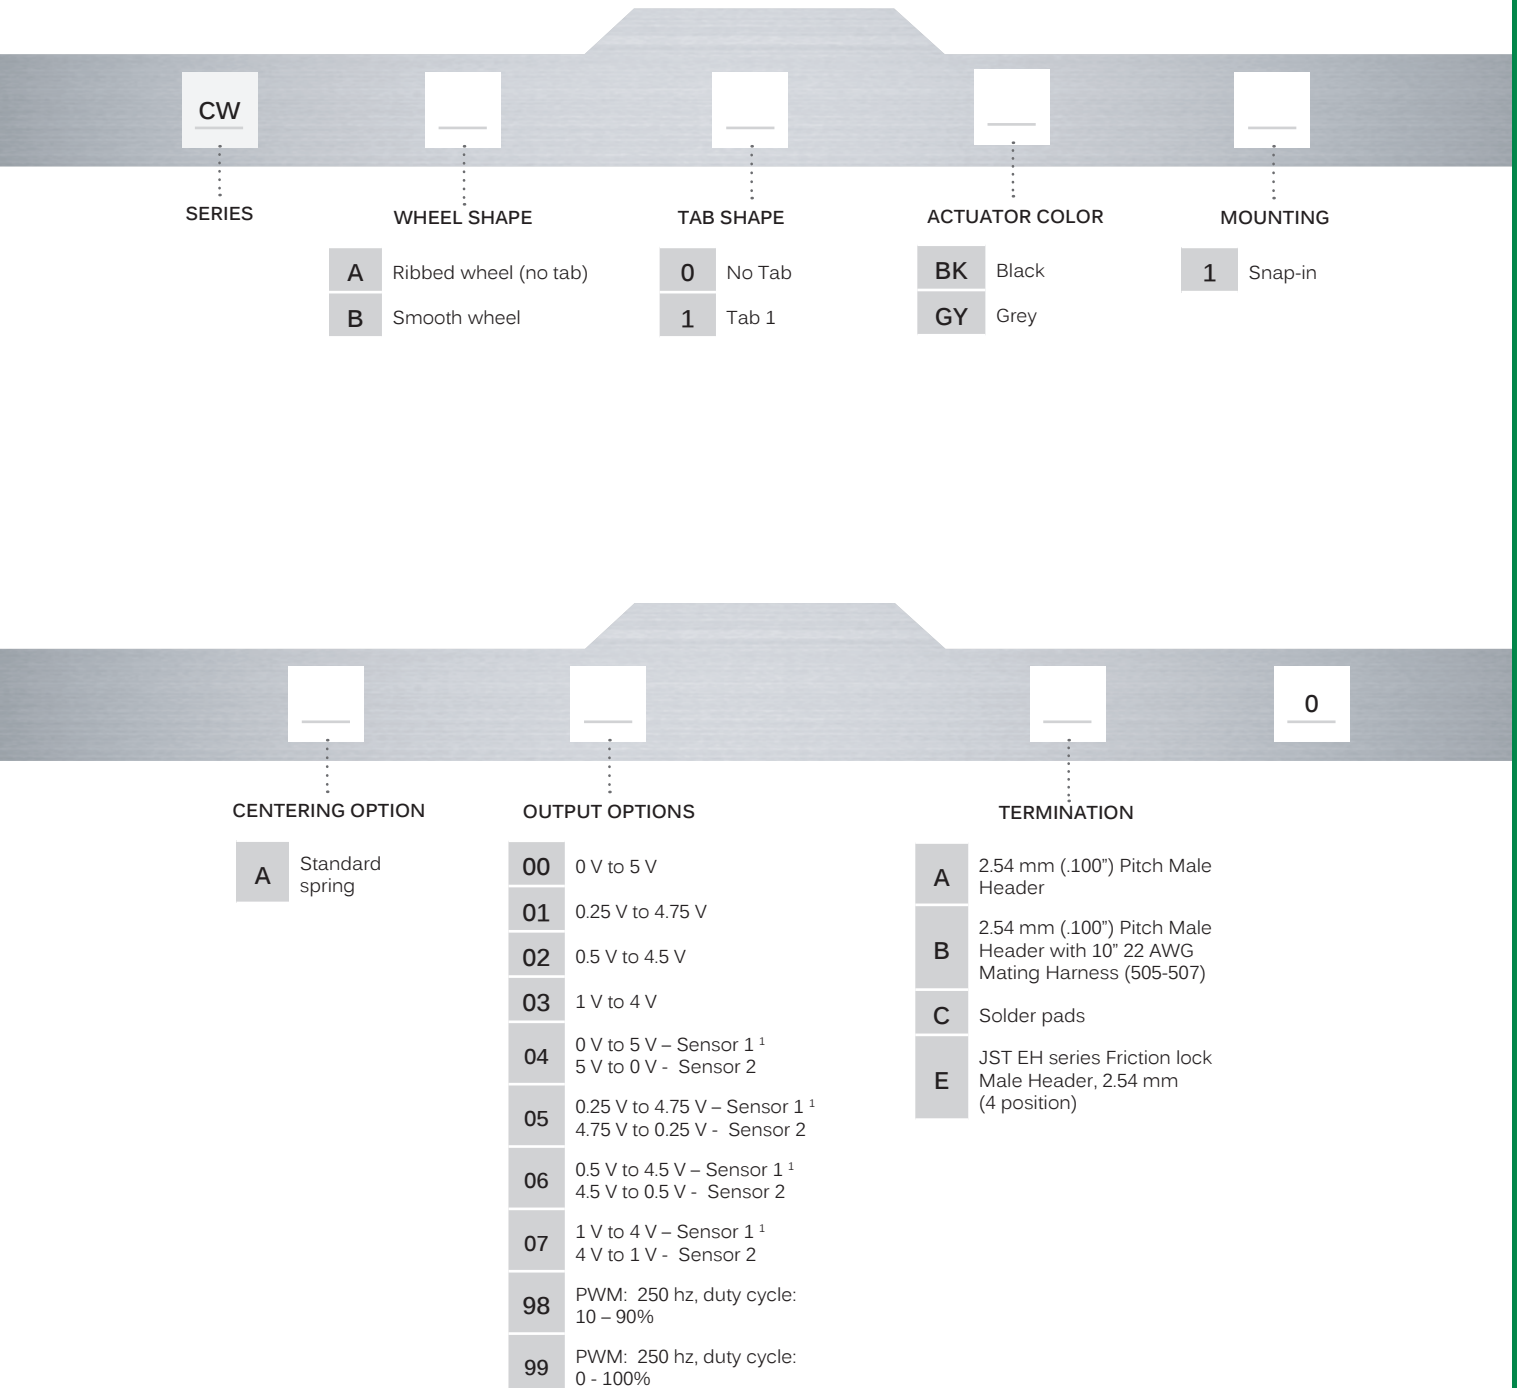 CW
SERIES
WHEEL SHAPE
A Ribbed wheel (no tab)
B Smooth wheel
TAB SHAPE
0 No Tab
1 Tab 1
ACTUATOR COLOR
BK Black
GY Grey
MOUNTING
1 Snap-in
0
CENTERING OPTION
A Standard
spring
OUTPUT OPTIONS
00 0 V to 5 V
01 0.25 V to 4.75 V
02 0.5 V to 4.5 V
03 1 V to 4 V
04 0 V to 5 V – Sensor 1 ¹
5 V to 0 V - Sensor 2
05 0.25 V to 4.75 V – Sensor 1 ¹
4.75 V to 0.25 V - Sensor 2
06 0.5 V to 4.5 V – Sensor 1 ¹
4.5 V to 0.5 V - Sensor 2
07 1 V to 4 V – Sensor 1 ¹
4 V to 1 V - Sensor 2
98 PWM: 250 hz, duty cycle:
10 – 90%
99 PWM: 250 hz, duty cycle:
0 - 100%
TERMINATION
A 2.54 mm (.100”) Pitch Male
Header
B 2.54 mm (.100”) Pitch Male
Header with 10” 22 AWG
Mating Harness (505-507)
C Solder pads
E JST EH series Friction lock
Male Header, 2.54 mm
(4 position)